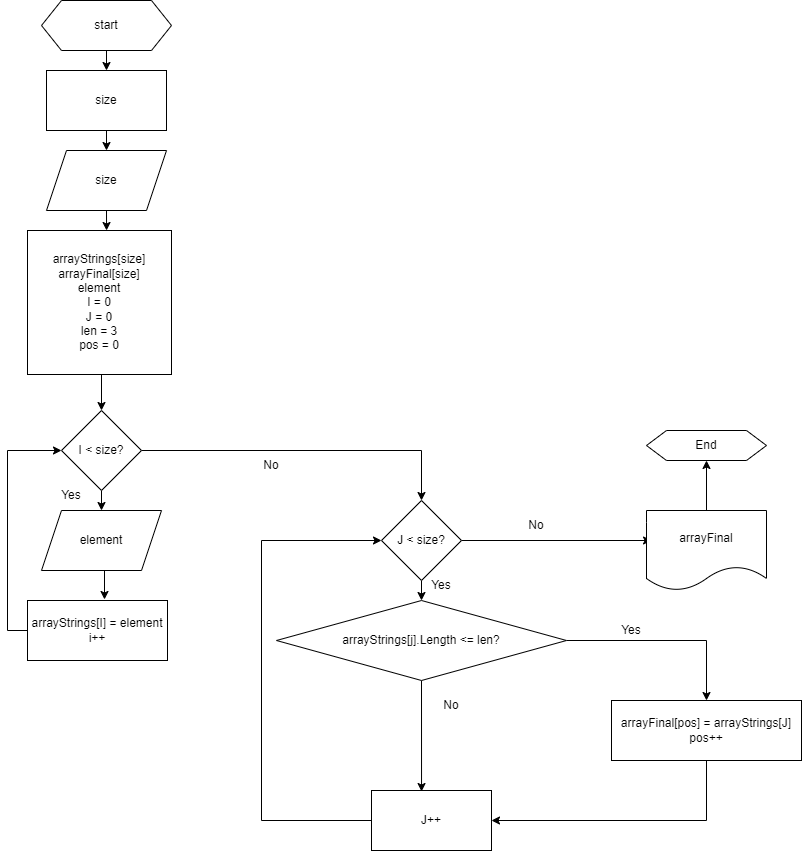 start
size
size
arrayStrings[size]
arrayFinal[size]
element
I = 0
J = 0
len = 3
pos = 0
I < size?
No
Yes
element
arrayStrings[I] = element
i++
J < size?
No
Yes
arrayStrings[j].Length <= len?
Yes
No
arrayFinal[pos] = arrayStrings[J]
pos++
J++
arrayFinal
End